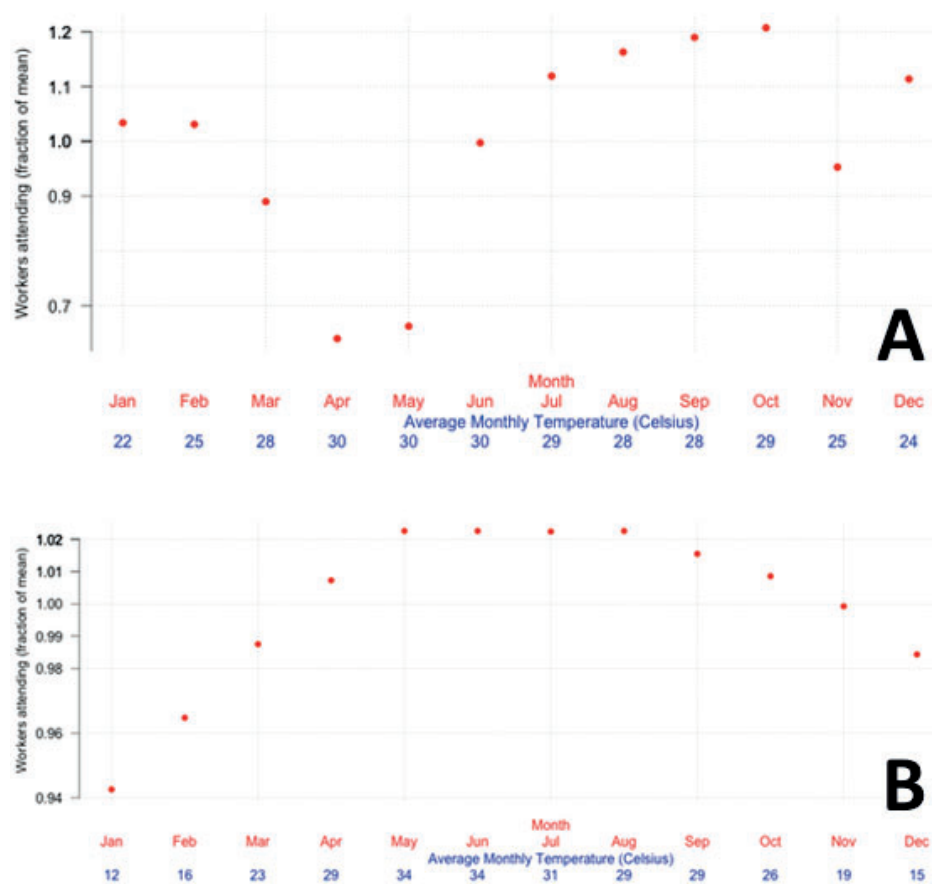 Workers attending (fraction of mean)
1.2
1.1
1.0
0.9
0.7
A
Month
Jan Feb Mar Apr May Jun Jul Aug Sep Oct Nov Dec
Average Monthly Temperature (Celsius)
22 25 28 30 30 30 29 28 28 29 25 24
Workers attending (fraction of mean)
1.02
1.01
1.00
0.99
0.98
0.96
0.94
B
Month
Jan Feb Mar Apr May Jun Jul Aug Sep Oct Nov Dec
Average Monthly Temperature (Celsius)
12 16 23 29 34 34 31 29 29 26 19 15